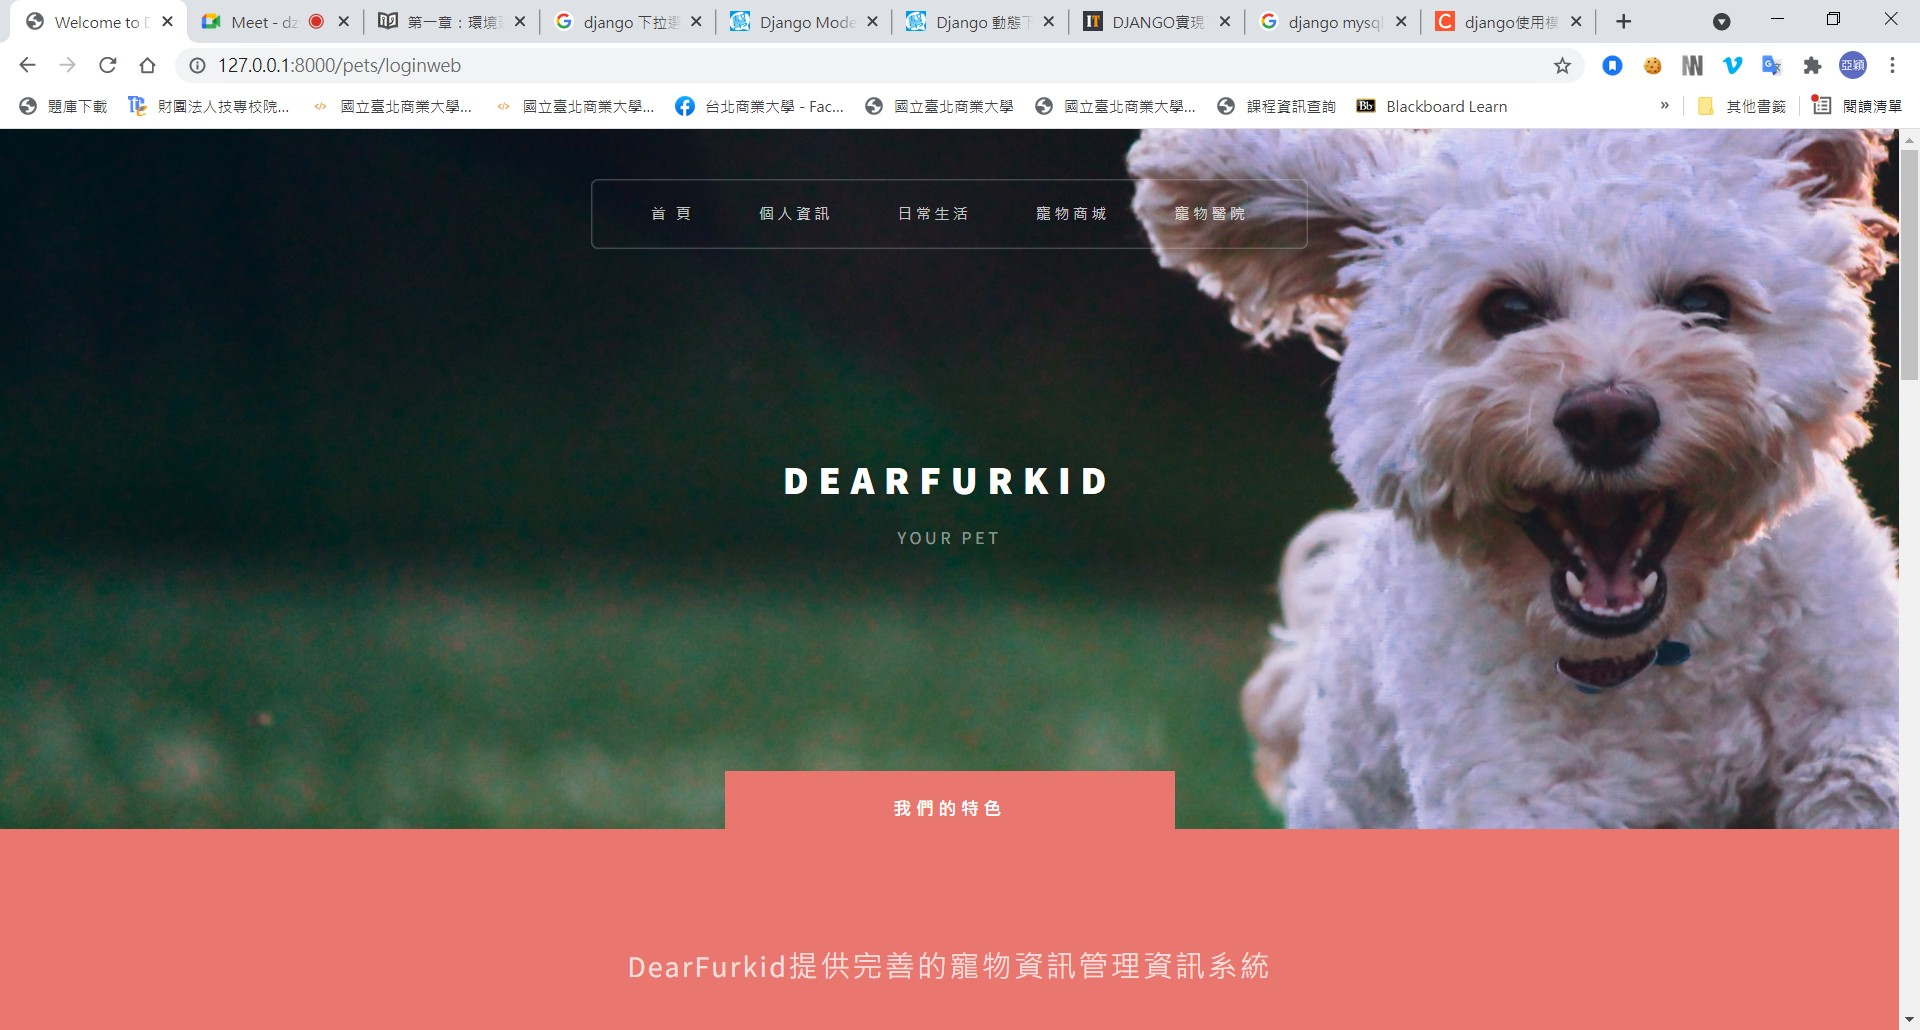 Welcome to D
Meet - dz
第一章：環境
django 下拉選
Django Mode
Django 動態下
DJANGO實現
django mysql
django使用模
127.0.0.1:8000/pets/loginweb
亞穎
題庫下載
財團法人技專校院...
國立臺北商業大學...
國立臺北商業大學...
台北商業大學 - Fac...
國立臺北商業大學
國立臺北商業大學...
課程資訊查詢
Bb
Blackboard Learn
»
其他書籤
閱讀清單
首 頁
個人資訊
日常生活
寵物商城
寵物醫院
DEARFURKID
YOUR PET
我們的特色
DearFurkid提供完善的寵物資訊管理資訊系統